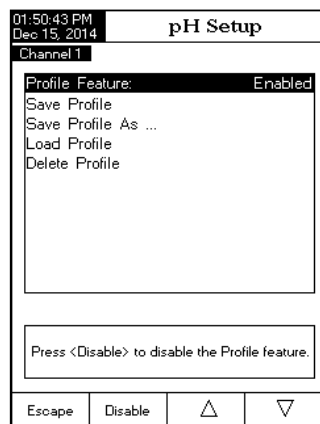 01:50:43 PM
Dec 15, 2014
pH Setup
Channel 1
Profile Feature: Enabled
Save Profile
Save Profile As ...
Load Profile
Delete Profile
Press <Disable> to disable the Profile feature.
Escape Disable △ ▽